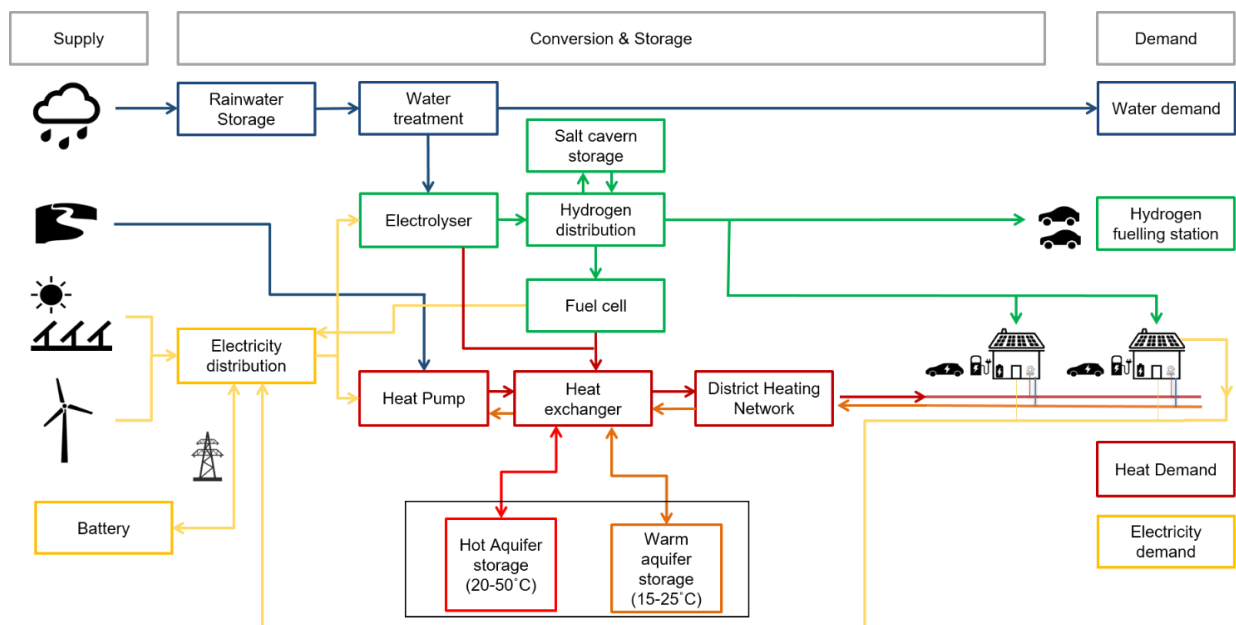 Supply
Conversion & Storage
Demand
Rainwater
Storage
Water
treatment
Water demand
Salt cavern
storage
Electrolyser
Hydrogen
distribution
Hydrogen
fuelling station
Fuel cell
Electricity
distribution
Heat Pump
Heat
exchanger
District Heating
Network
Heat Demand
Battery
Hot Aquifer
storage
(20-50˚C)
Warm
aquifer
storage
(15-25˚C)
Electricity
demand